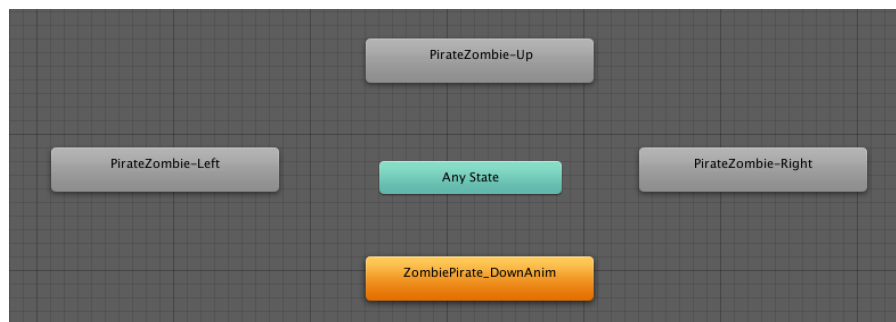 PirateZombie-Up
PirateZombie-Left
Any State
PirateZombie-Right
ZombiePirate_DownAnim